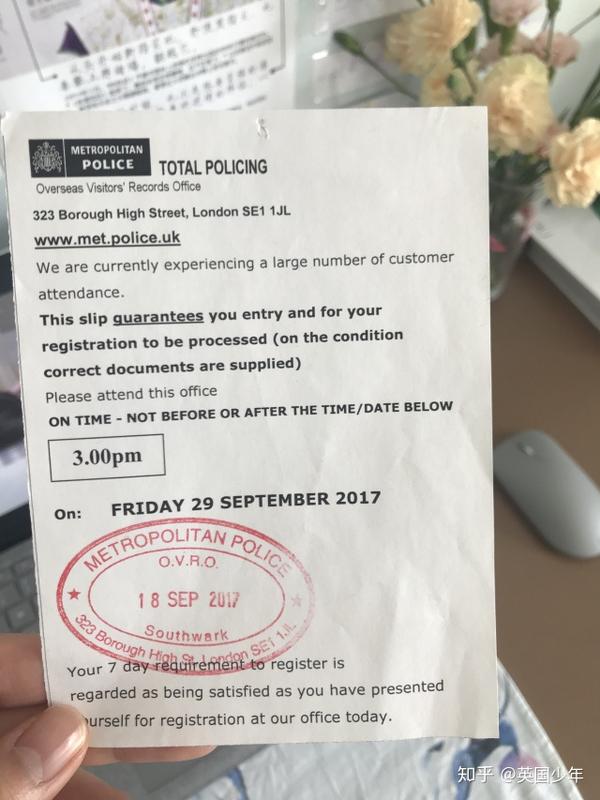 METROPOLITAN
POLICE
TOTAL POLICING
Overseas Visitors' Records Office
323 Borough High Street, London SE1 1JL
www.met.police.uk
We are currently experiencing a large number of customer
attendance.
This slip guarantees you entry and for your
registration to be processed (on the condition
correct documents are supplied)
Please attend this office
ON TIME - NOT BEFORE OR AFTER THE TIME/DATE BELOW
3.00pm
On: FRIDAY 29 SEPTEMBER 2017
METROPOLITAN POLICE
O.V.R.O.
18 SEP 2017
Southwark
323 Borough High St, London SE1 1JL
Your 7 day requirement to register is
regarded as being satisfied as you have presented
yourself for registration at our office today.
知乎 @英国少年